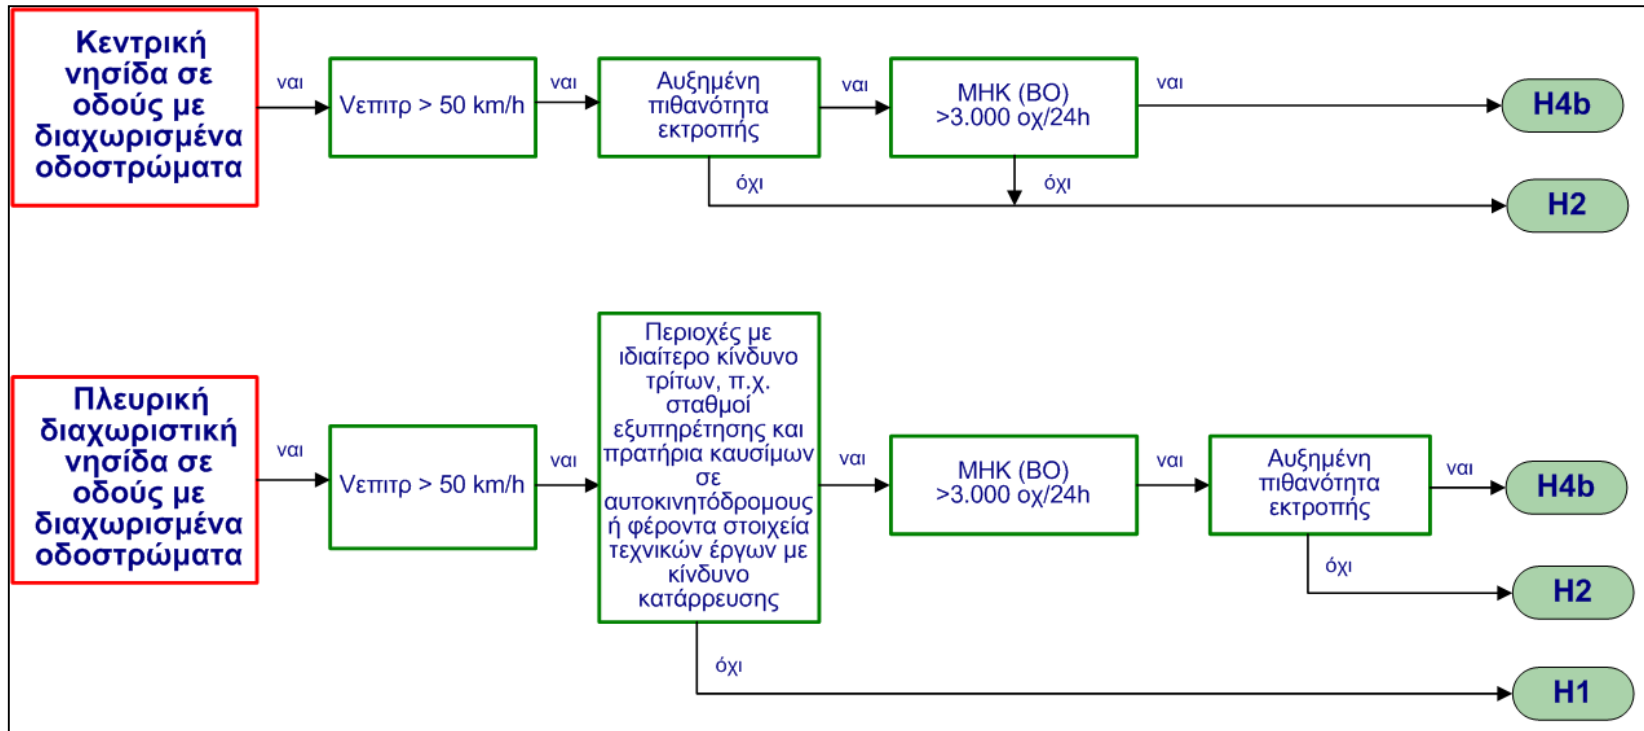 Κεντρική
νησίδα σε
οδούς με
διαχωρισμένα
οδοστρώματα
ναι
Vεπιτρ > 50 km/h
ναι
Αυξημένη
πιθανότητα
εκτροπής
ναι
ΜΗΚ (ΒΟ)
>3.000 οχ/24h
ναι
H4b
όχι
όχι
H2
Πλευρική
διαχωριστική
νησίδα σε
οδούς με
διαχωρισμένα
οδοστρώματα
ναι
Vεπιτρ > 50 km/h
ναι
Περιοχές με
ιδιαίτερο κίνδυνο
τρίτων, π.χ.
σταθμοί
εξυπηρέτησης και
πρατήρια καυσίμων
σε
αυτοκινητόδρομους
ή φέροντα στοιχεία
τεχνικών έργων με
κίνδυνο
κατάρρευσης
ναι
ΜΗΚ (ΒΟ)
>3.000 οχ/24h
ναι
Αυξημένη
πιθανότητα
εκτροπής
ναι
H4b
όχι
H2
όχι
H1